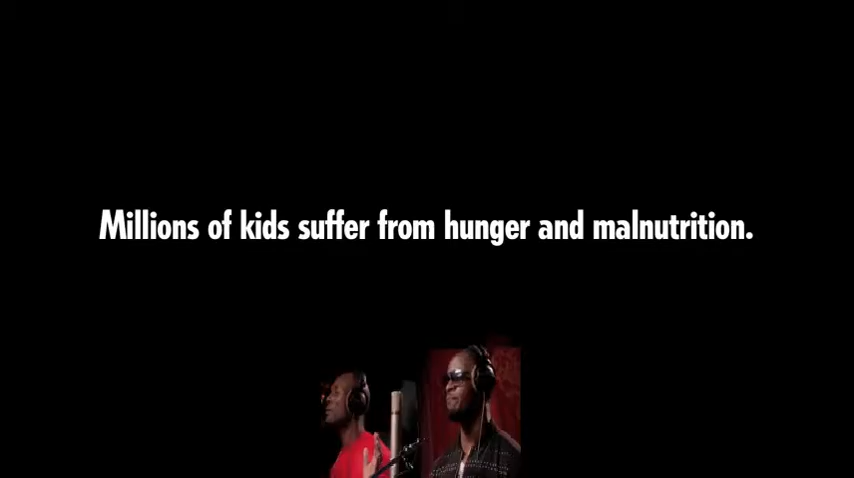 Millions of kids suffer from hunger and malnutrition.